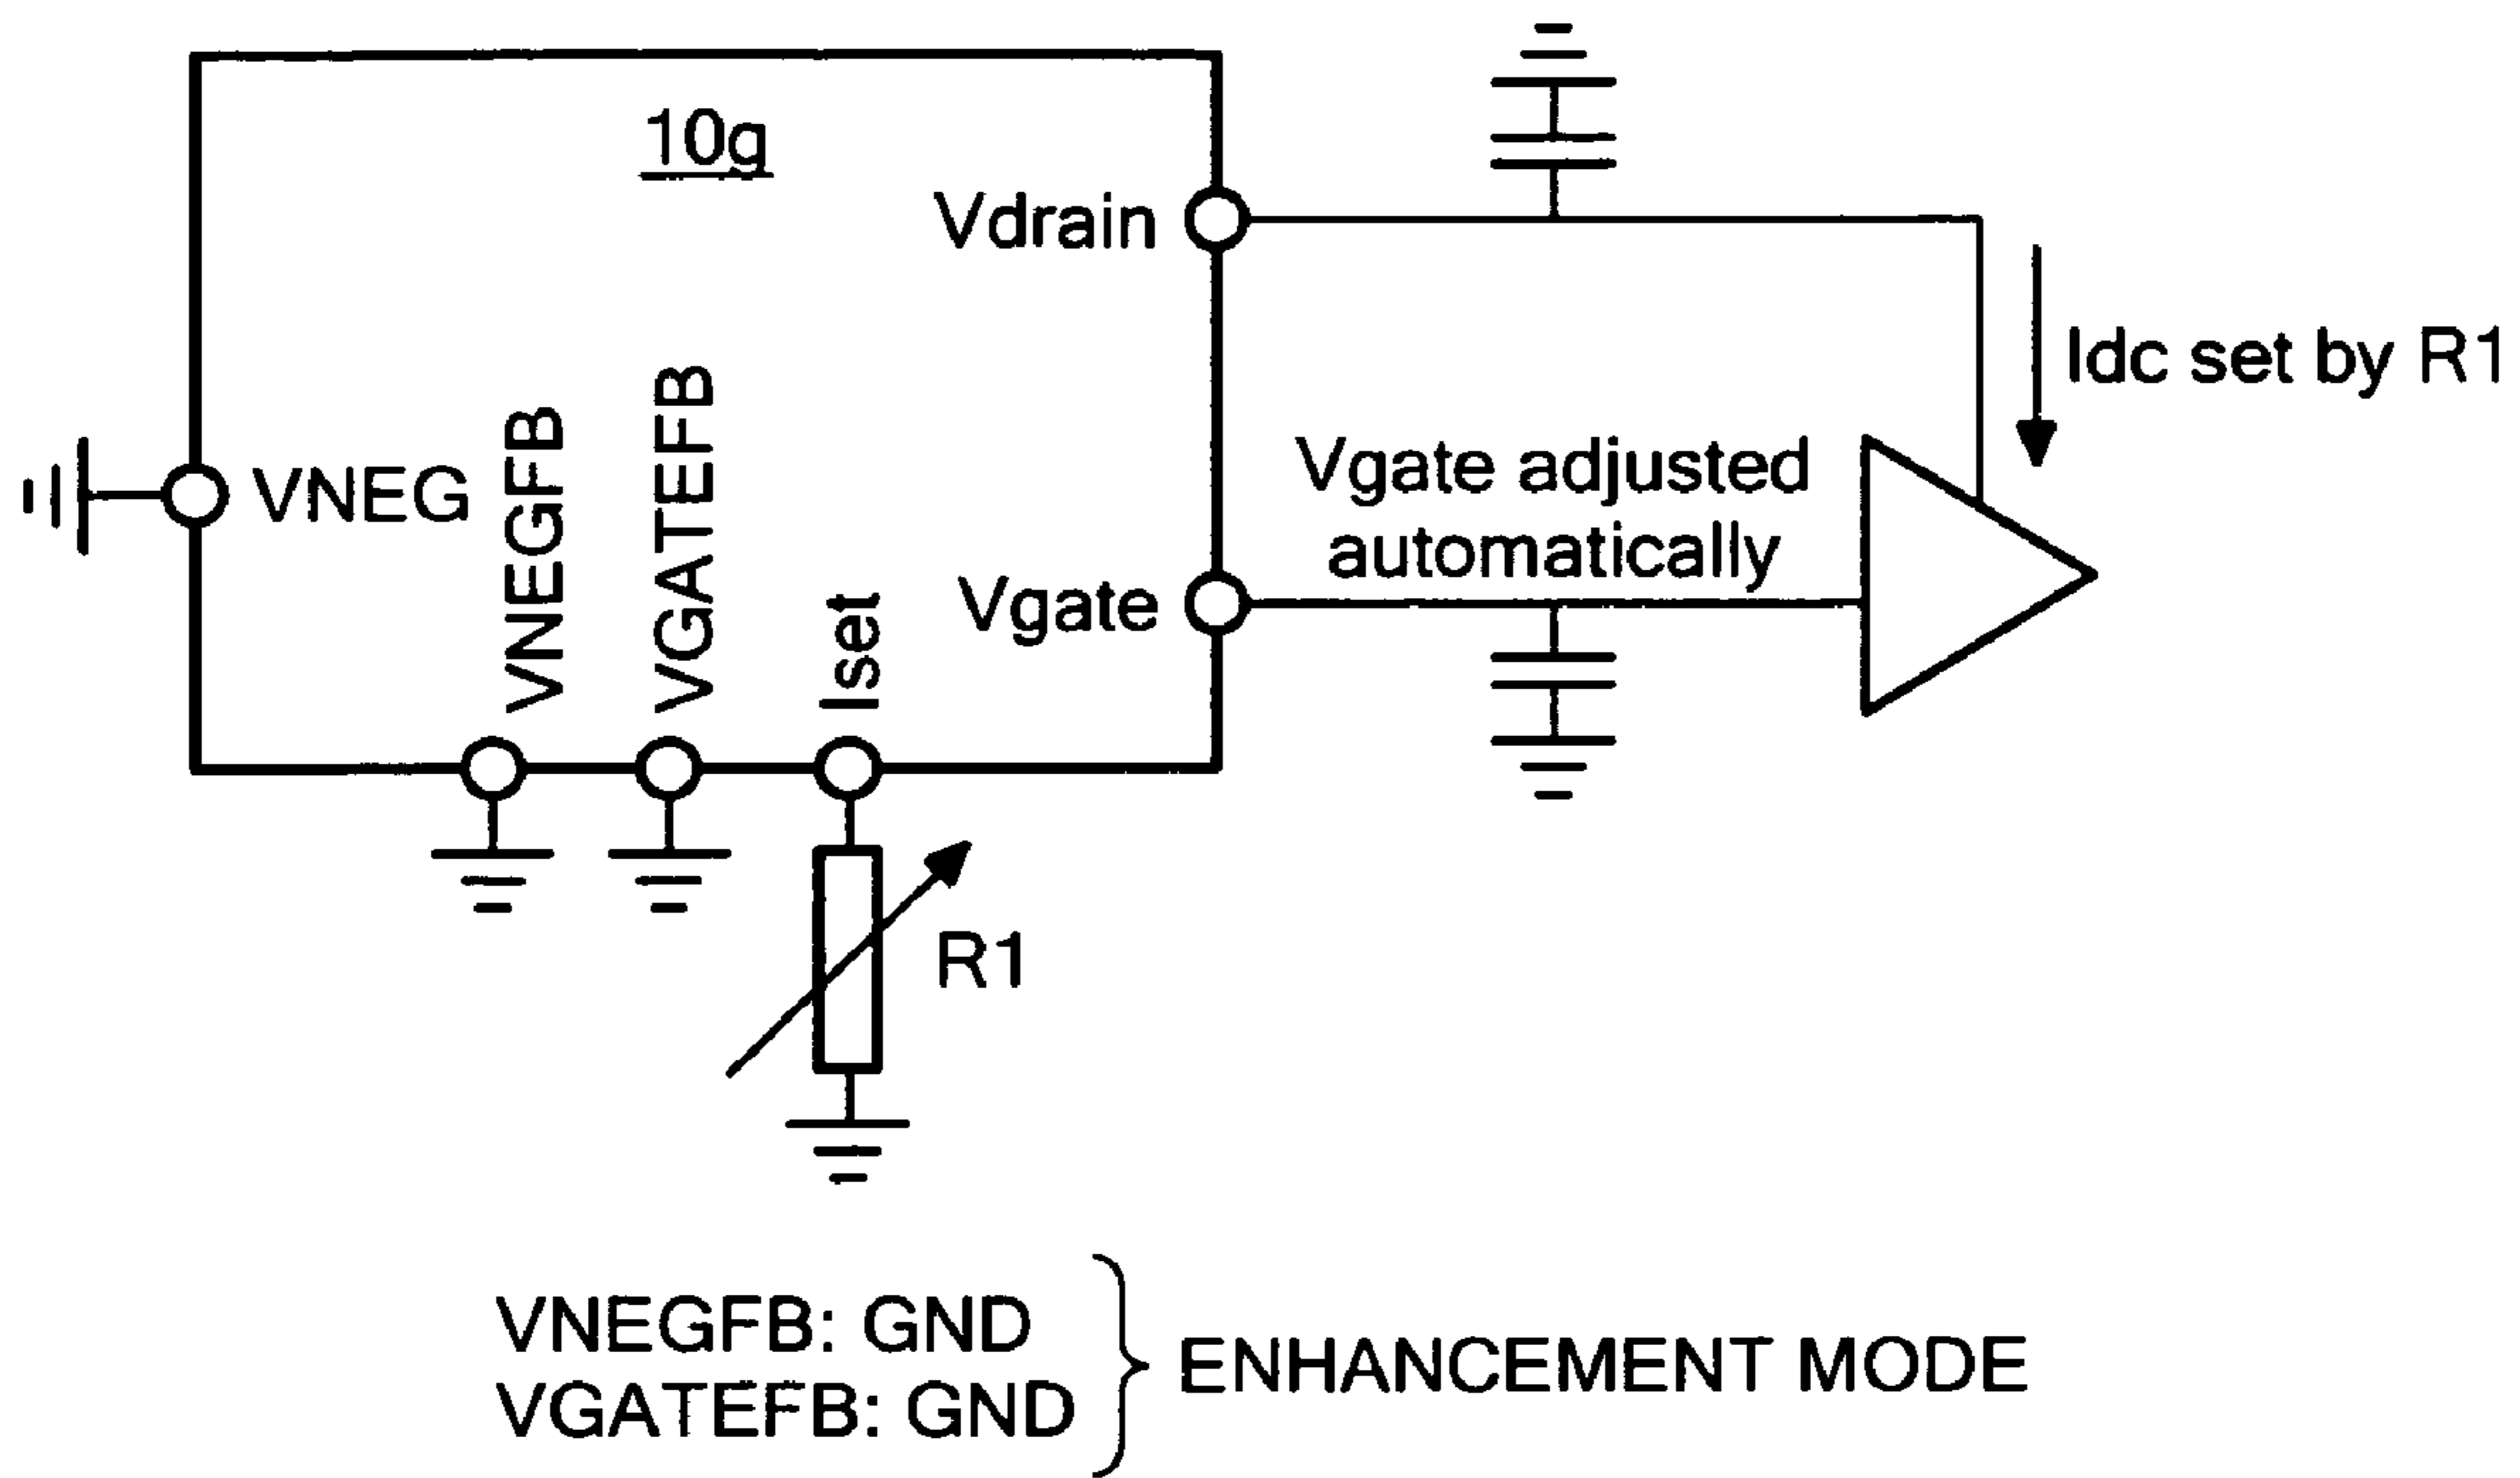 10g
Vdrain
Idc set by R1
VNEG
VNEGFB
VGATEFB
Iset
Vgate
Vgate adjusted
automatically
R1
VNEGFB: GND
VGATEFB: GND
ENHANCEMENT MODE